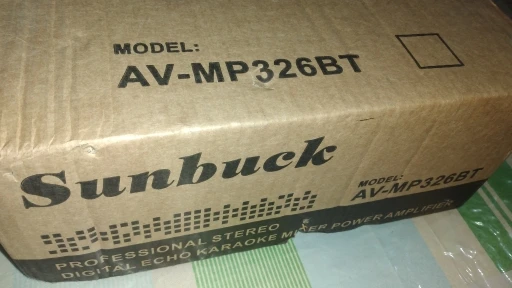 MODEL:
AV-MP326BT
Sunbuck
MODEL:
AV-MP326BT
PROFESSIONAL STEREO
DIGITAL ECHO KARAOKE MIXER POWER AMPLIFIER